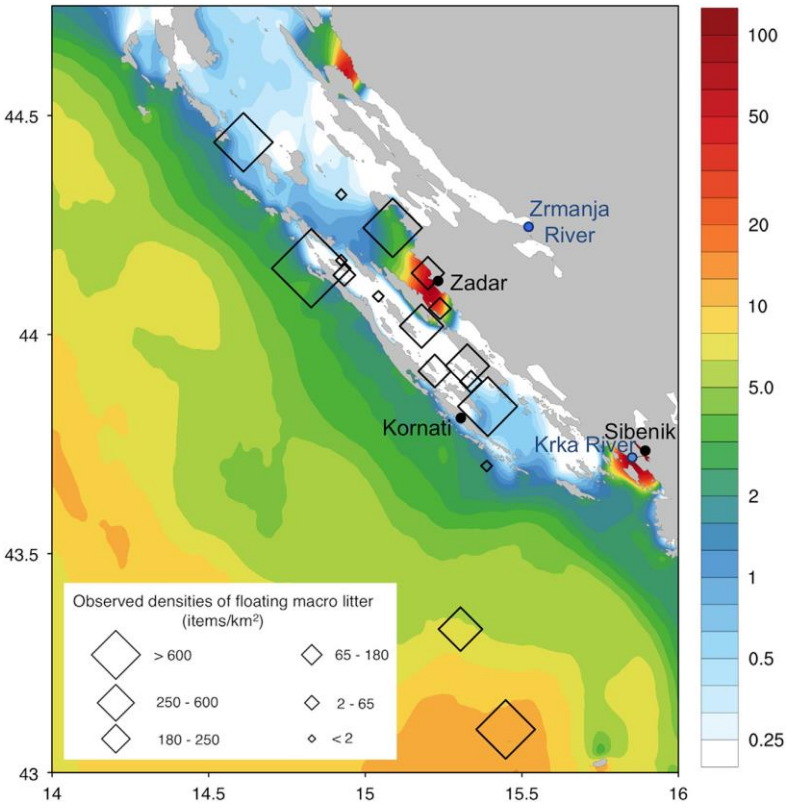 100
50
20
10
5.0
2
1
0.5
0.25
44.5
44
43.5
43
14
14.5
15
15.5
16
Zrmanja
River
Zadar
Kornati
Sibenik
Krka River
Observed densities of floating macro litter
(items/km²)
> 600
250 - 600
180 - 250
65 - 180
2 - 65
< 2